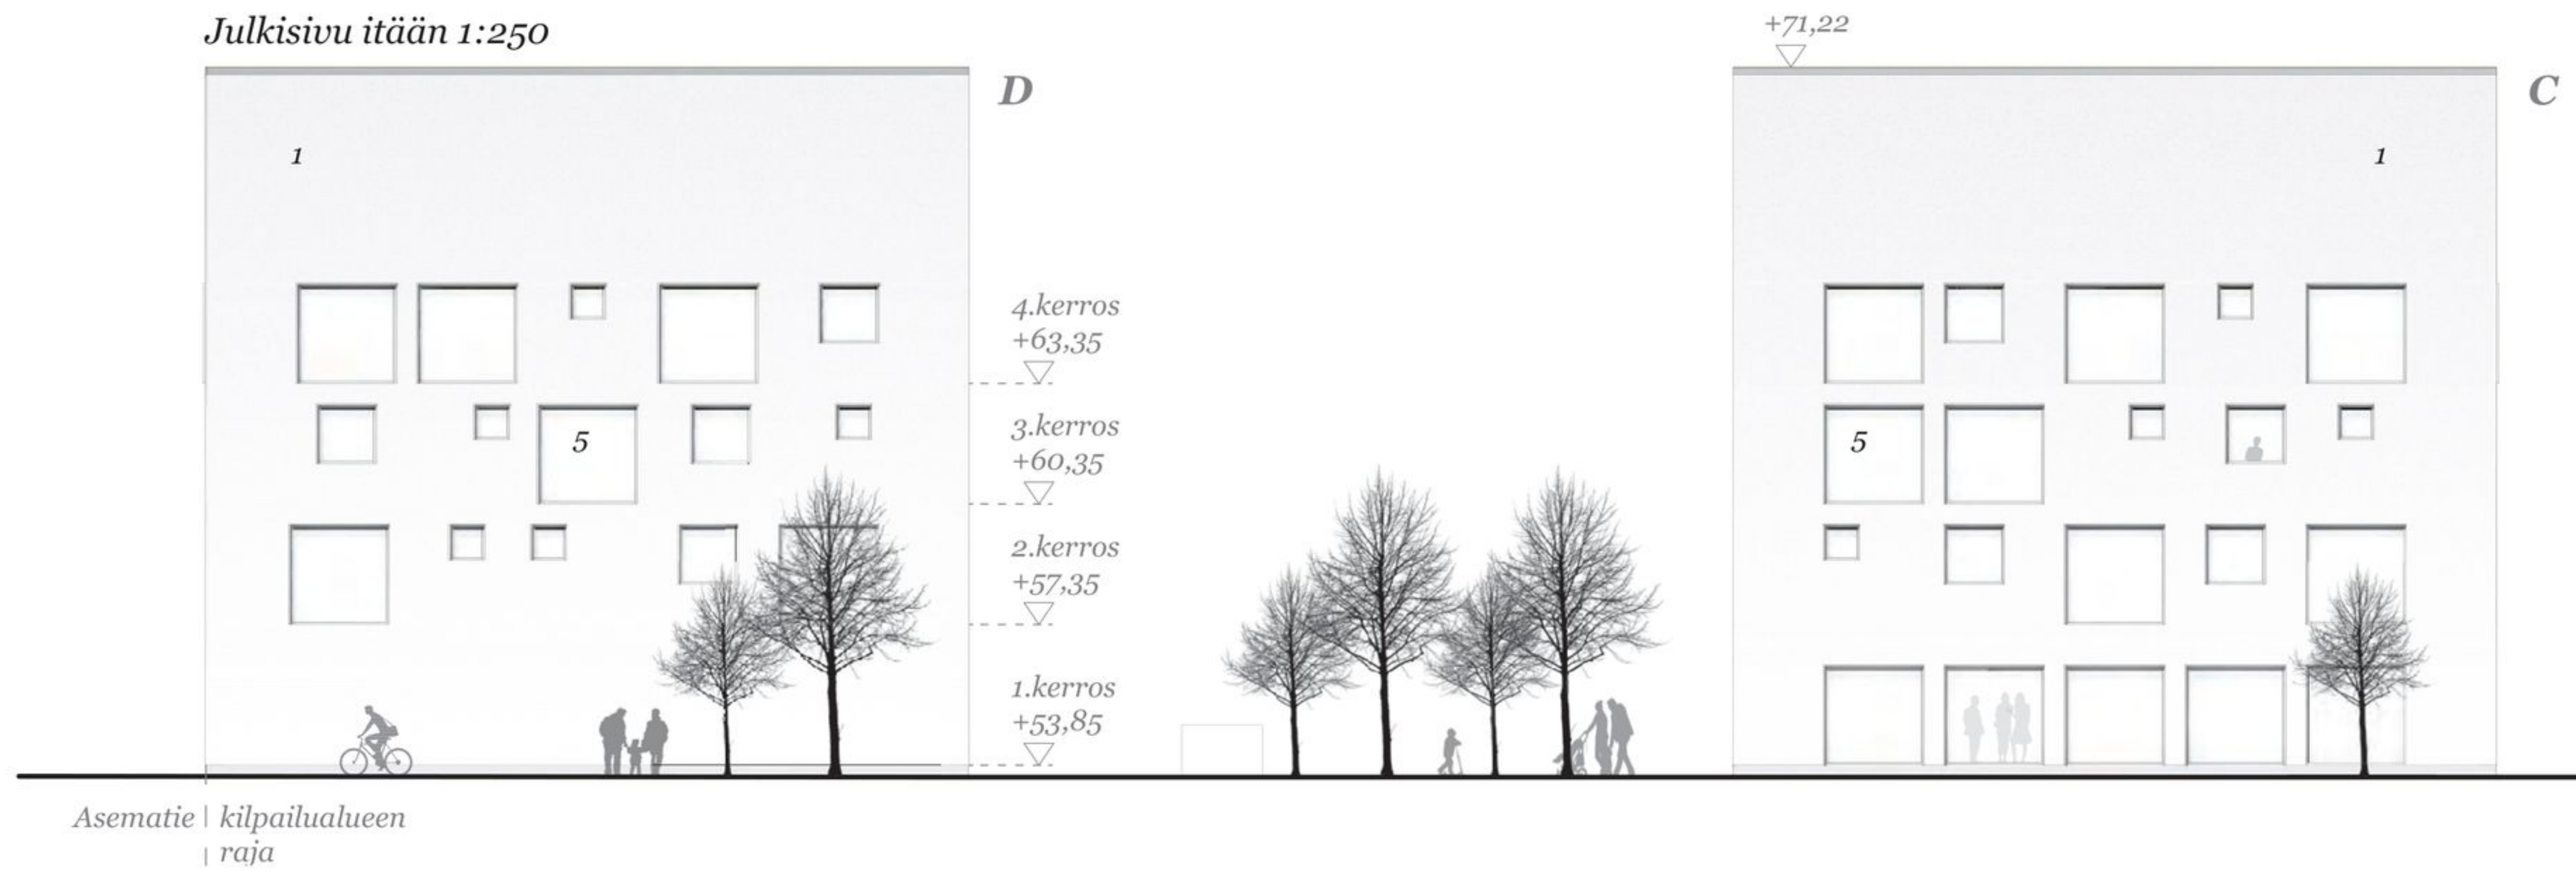 Julkisivu itään 1:250
+71,22
D
C
1
1
4.kerros
+63,35
3.kerros
+60,35
5
5
2.kerros
+57,35
1.kerros
+53,85
Asematie | kilpailualueen
| raja